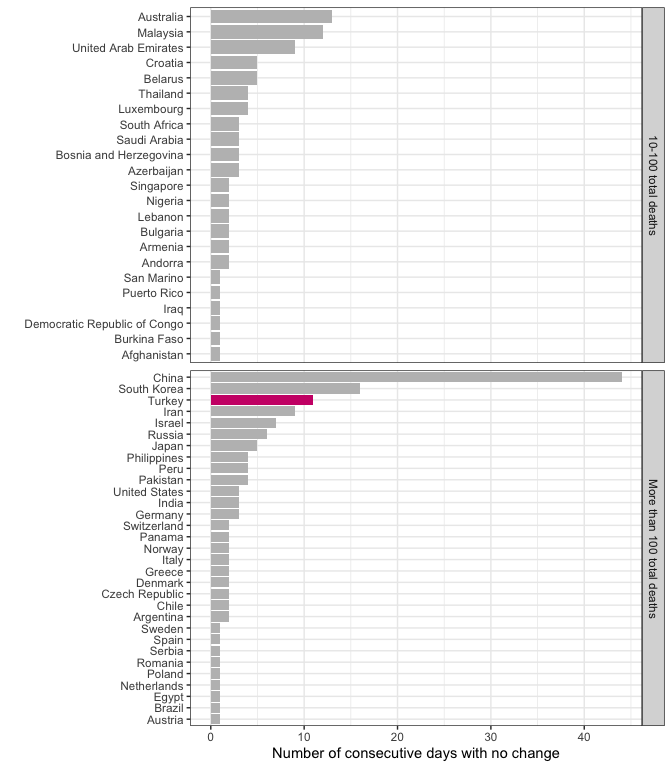 Australia
Malaysia
United Arab Emirates
Croatia
Belarus
Thailand
Luxembourg
South Africa
Saudi Arabia
Bosnia and Herzegovina
Azerbaijan
Singapore
Nigeria
Lebanon
Bulgaria
Armenia
Andorra
San Marino
Puerto Rico
Iraq
Democratic Republic of Congo
Burkina Faso
Afghanistan
10-100 total deaths
China
South Korea
Turkey
Iran
Israel
Russia
Japan
Philippines
Peru
Pakistan
United States
India
Germany
Switzerland
Panama
Norway
Italy
Greece
Denmark
Czech Republic
Chile
Argentina
Sweden
Spain
Serbia
Romania
Poland
Netherlands
Egypt
Brazil
Austria
More than 100 total deaths
0 10 20 30 40
Number of consecutive days with no change